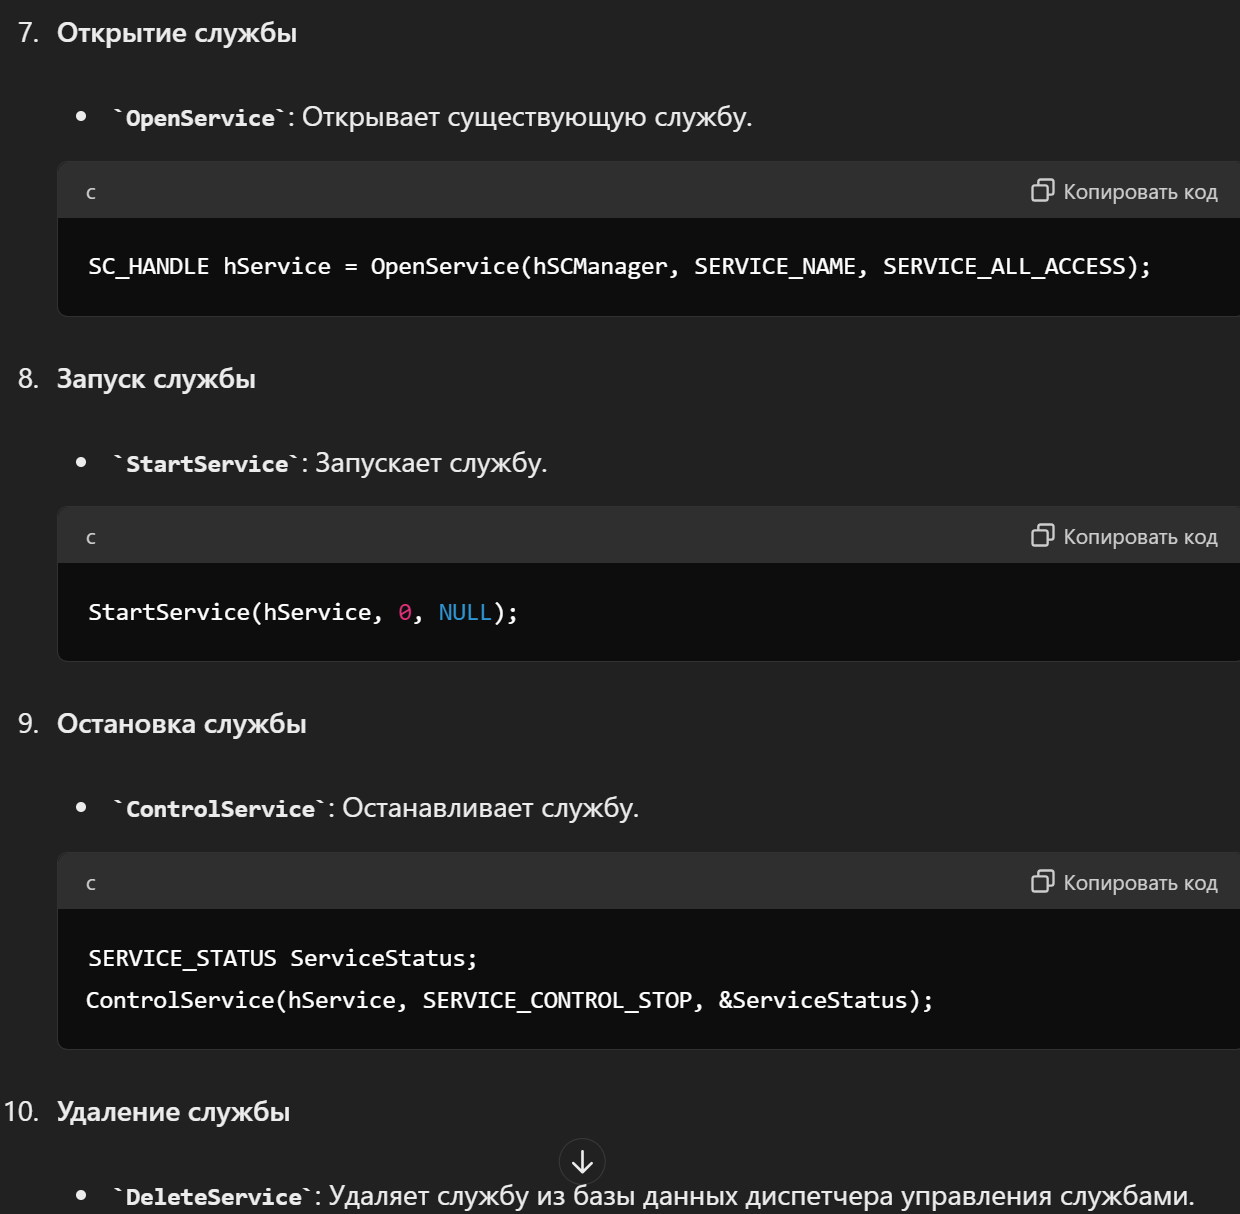 7. Открытие службы
• `OpenService`: Открывает существующую службу.
c Копировать код
SC_HANDLE hService = OpenService(hSCManager, SERVICE_NAME, SERVICE_ALL_ACCESS);
8. Запуск службы
• `StartService`: Запускает службу.
c Копировать код
StartService(hService, 0, NULL);
9. Остановка службы
• `ControlService`: Останавливает службу.
c Копировать код
SERVICE_STATUS ServiceStatus;
ControlService(hService, SERVICE_CONTROL_STOP, &ServiceStatus);
10. Удаление службы
• `DeleteService`: Удаляет службу из базы данных диспетчера управления службами.